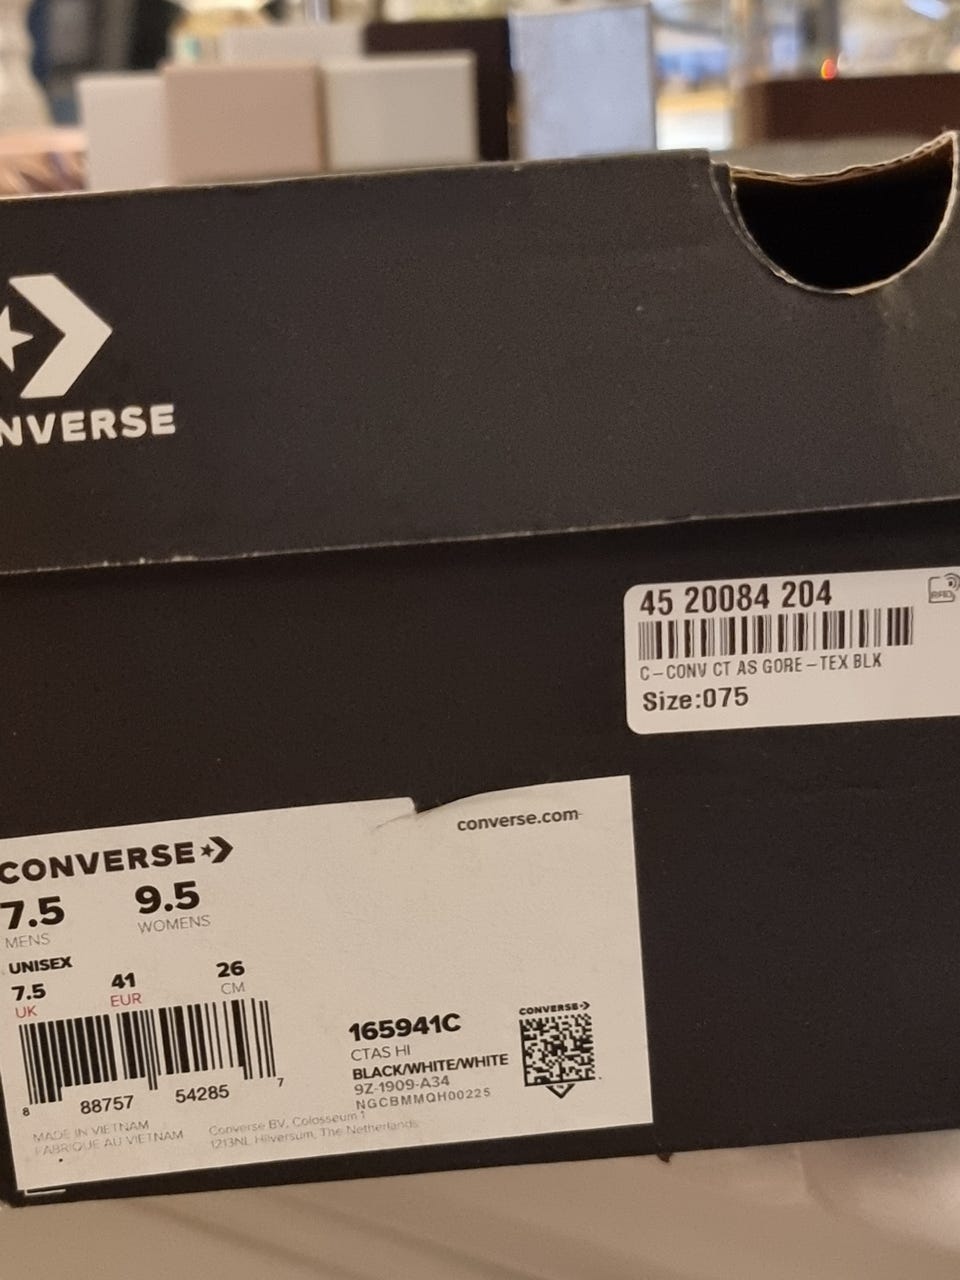 NVERSE
45 20084 204
RFID
C-CONV CT AS GORE-TEX BLK
Size:075
converse.com
CONVERSE
7.5 9.5
MENS WOMENS
UNISEX
7.5 41 26
UK EUR CM
8 88757 54285 7
165941C
CTAS HI
BLACK/WHITE/WHITE
9Z-1909-A34
NGCBMMQH00225
CONVERSE
MADE IN VIETNAM
FABRIQUE AU VIETNAM
Converse BV, Colosseum 1
1213NL Hilversum, The Netherlands